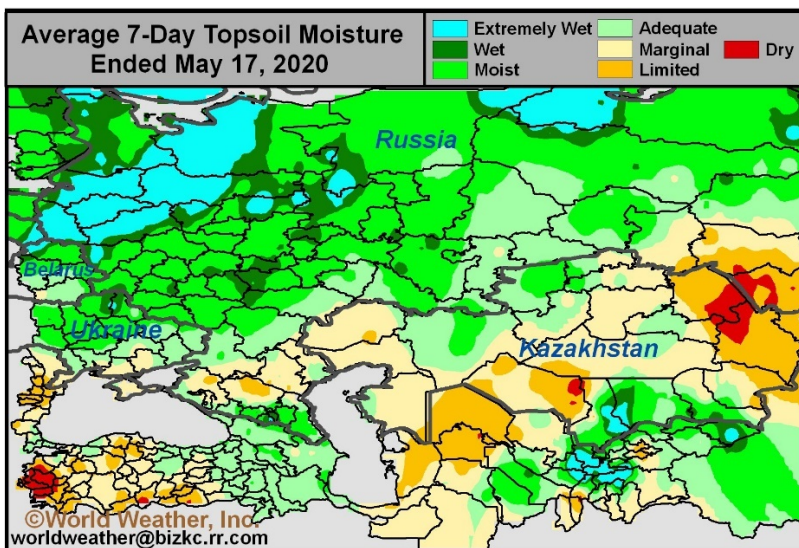 Average 7-Day Topsoil Moisture
Ended May 17, 2020
Extremely Wet
Wet
Moist
Adequate
Marginal
Limited
Dry
Russia
Belarus
Ukraine
Kazakhstan
©World Weather, Inc.
worldweather@bizkc.rr.com